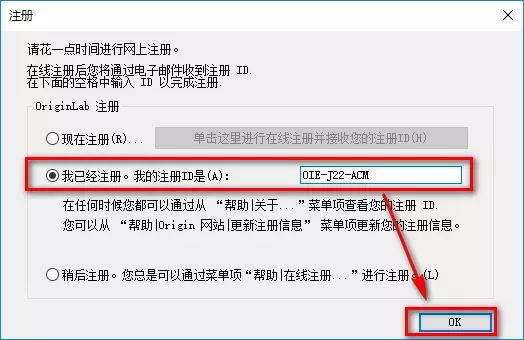 注册
请花一点时间进行网上注册。
在线注册后您将通过电子邮件收到注册 ID.
在下面的空格中输入 ID 以完成注册.
OriginLab 注册
现在注册(R)...
单击这里进行在线注册并接收您的注册ID(H)
我已经注册。我的注册ID是(A):
OIE-J22-ACM
在任何时候您都可以通过从 “帮助|关于...”菜单项查看您的注册 ID.
您可以从 “帮助|Origin 网站|更新注册信息” 菜单项更新您的注册信息。
稍后注册。您总是可以通过菜单项“帮助|在线注册...”进行注册。(L)
OK